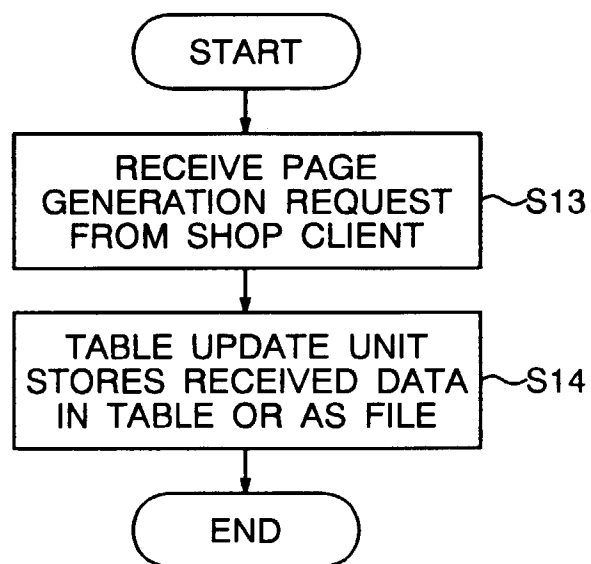 START
RECEIVE PAGE
GENERATION REQUEST
FROM SHOP CLIENT
S13
TABLE UPDATE UNIT
STORES RECEIVED DATA
IN TABLE OR AS FILE
S14
END